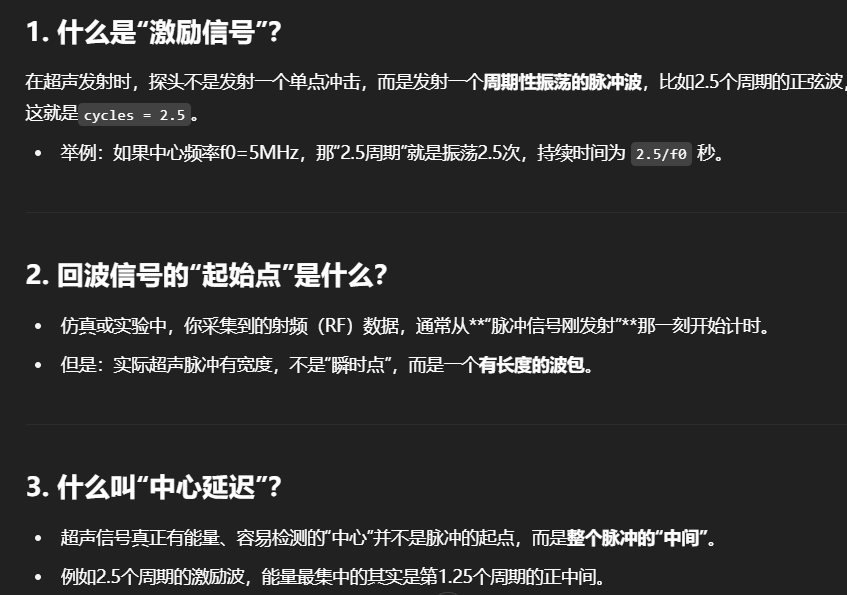 1. 什么是“激励信号”?
在超声发射时，探头不是发射一个单点冲击，而是发射一个周期性振荡的脉冲波，比如2.5个周期的正弦波，
这就是 cycles = 2.5 。
• 举例：如果中心频率f0=5MHz，那“2.5周期”就是振荡2.5次，持续时间为 2.5/f0 秒。
2. 回波信号的“起始点”是什么?
• 仿真或实验中，你采集到的射频（RF）数据，通常从**“脉冲信号刚发射”**那一刻开始计时。
• 但是：实际超声脉冲有宽度，不是“瞬时点”，而是一个有长度的波包。
3. 什么叫“中心延迟”?
• 超声信号真正有能量、容易检测的“中心”并不是脉冲的起点，而是整个脉冲的“中间”。
• 例如2.5个周期的激励波，能量最集中的其实是第1.25个周期的正中间。